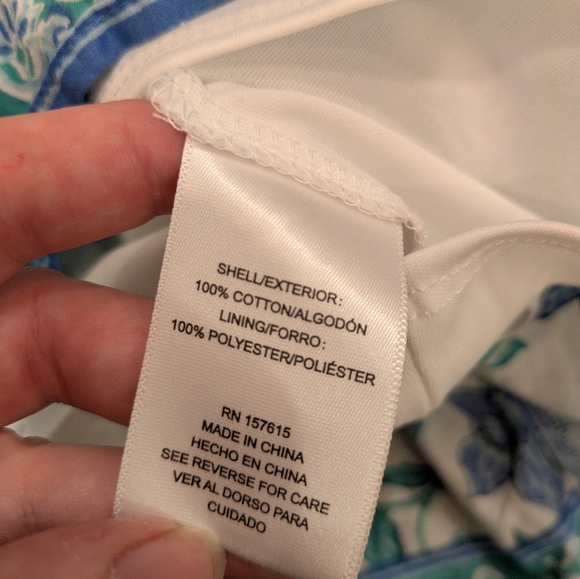 SHELL/EXTERIOR:
100% COTTON/ALGODÓN
LINING/FORRO:
100% POLYESTER/POLIÉSTER
RN 157615
MADE IN CHINA
HECHO EN CHINA
SEE REVERSE FOR CARE
VER AL DORSO PARA
CUIDADO